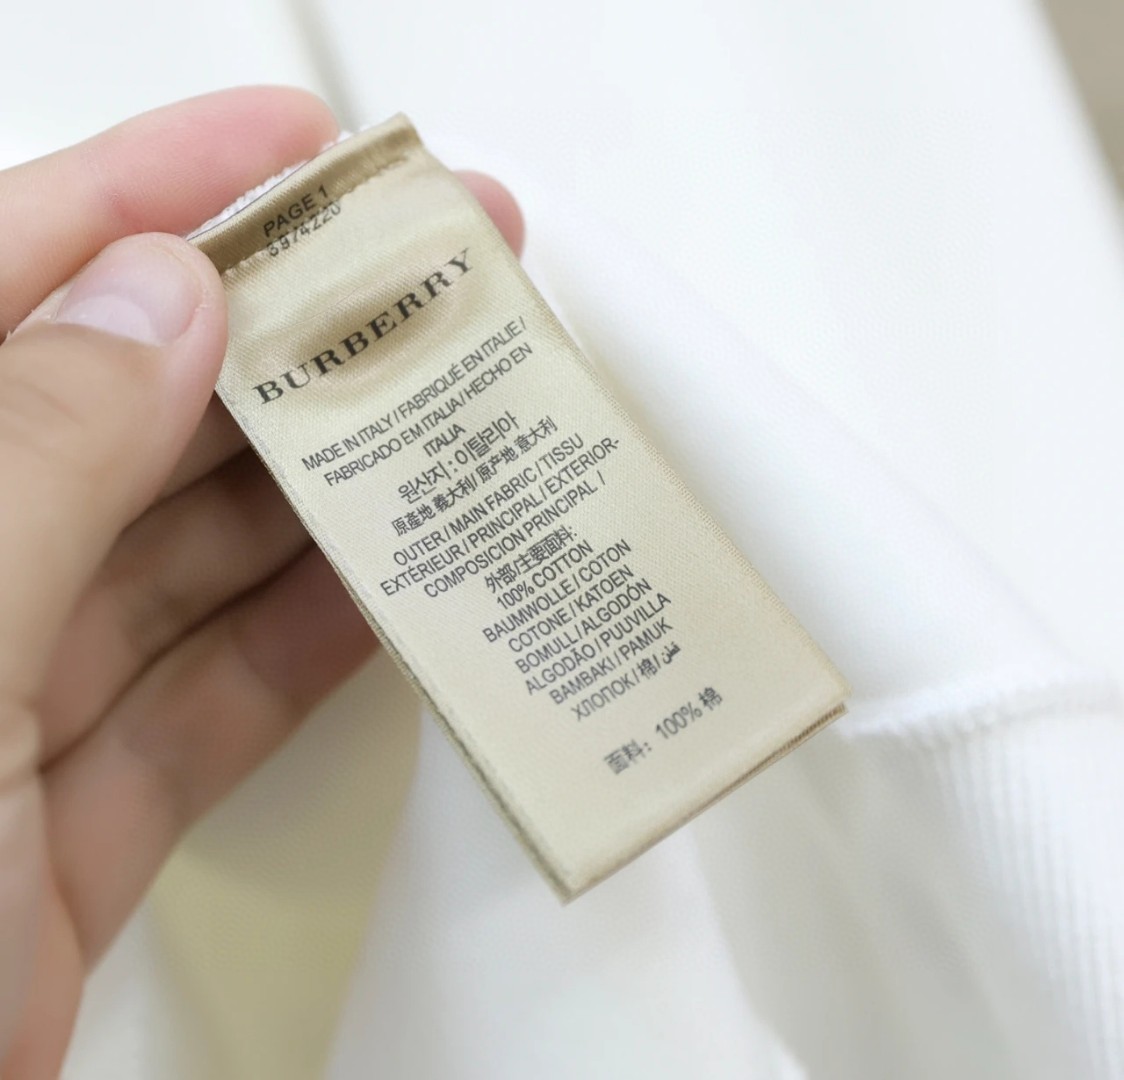 PAGE 1
3974220
BURBERRY
MADE IN ITALY / FABRIQUÉ EN ITALIE /
FABRICADO EM ITALIA / HECHO EN
ITALIA
원산지 : 이탈리아
原產地 義大利 / 原产地 意大利
OUTER / MAIN FABRIC / TISSU
EXTÉRIEUR / PRINCIPAL / EXTERIOR-
COMPOSICION PRINCIPAL /
外部/主要面料:
100% COTTON
BAUMWOLLE / COTON
COTONE / KATOEN
BOMULL / ALGODÓN
ALGODÃO / PUUVILLA
BAMBAKI / PAMUK
ХЛОПОК / 棉 / قطن
面料: 100% 棉